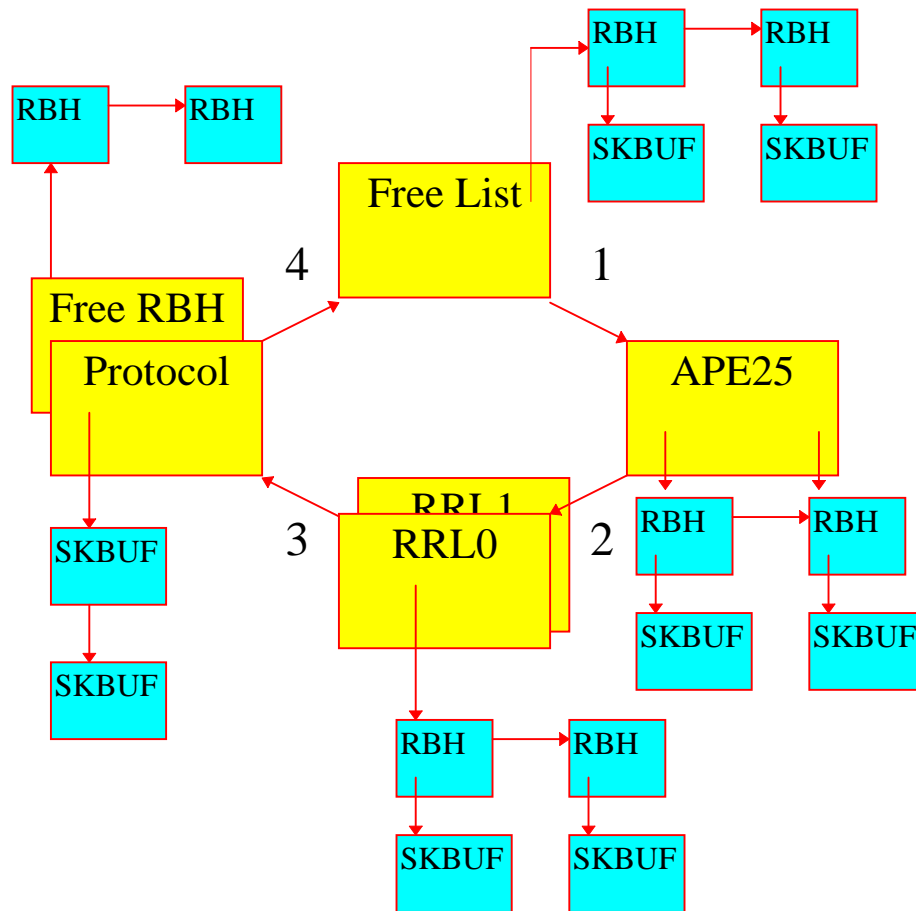 RBH
RBH
RBH
RBH
SKBUF
SKBUF
Free List
4
1
Free RBH
Protocol
APE25
RRL1
RRL0
3
2
RBH
RBH
SKBUF
SKBUF
SKBUF
SKBUF
RBH
RBH
SKBUF
SKBUF